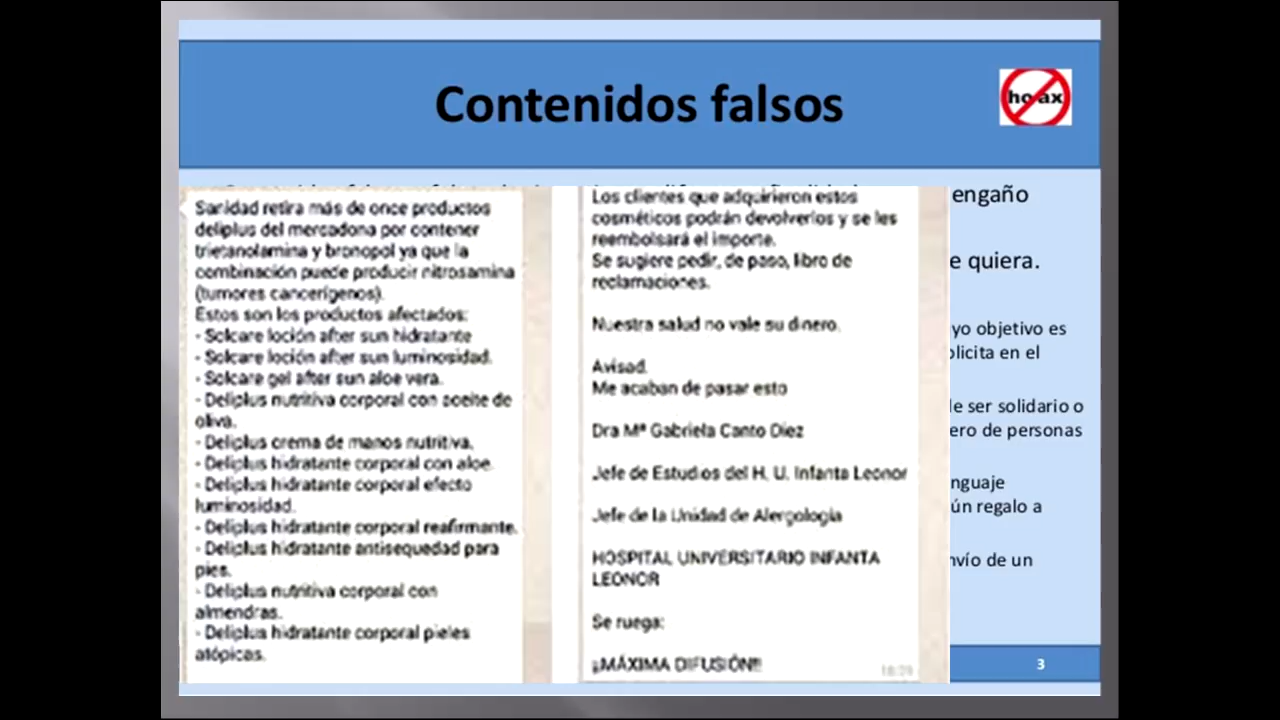 Contenidos falsos
hoax
Sanidad retira más de once productos
deliplus del mercadona por contener
trietanolamina y bronopol ya que la
combinación puede producir nitrosamina
(tumores cancerígenos).
Estos son los productos afectados:
- Solcare loción after sun hidratante
- Solcare loción after sun luminosidad.
- Solcare gel after sun aloe vera.
- Deliplus nutritiva corporal con aceite de
oliva.
- Deliplus crema de manos nutritiva.
- Deliplus hidratante corporal con aloe.
- Deliplus hidratante corporal efecto
luminosidad.
- Deliplus hidratante corporal reafirmante.
- Deliplus hidratante antisequedad para
pies.
- Deliplus nutritiva corporal con
almendras.
- Deliplus hidratante corporal pieles
atópicas.
Los clientes que adquirieron estos
cosméticos podrán devolverlos y se les
reembolsará el importe.
Se sugiere pedir, de paso, libro de
reclamaciones.
Nuestra salud no vale su dinero.
Avisad.
Me acaban de pasar esto
Dra Mª Gabriela Canto Diez
Jefe de Estudios del H. U. Infanta Leonor
Jefe de la Unidad de Alergología
HOSPITAL UNIVERSITARIO INFANTA
LEONOR
Se ruega:
¡¡MÁXIMA DIFUSIÓN!!
engaño
e quiera.
yo objetivo es
olicita en el
le ser solidario o
ero de personas
nguaje
ún regalo a
nvío de un
3